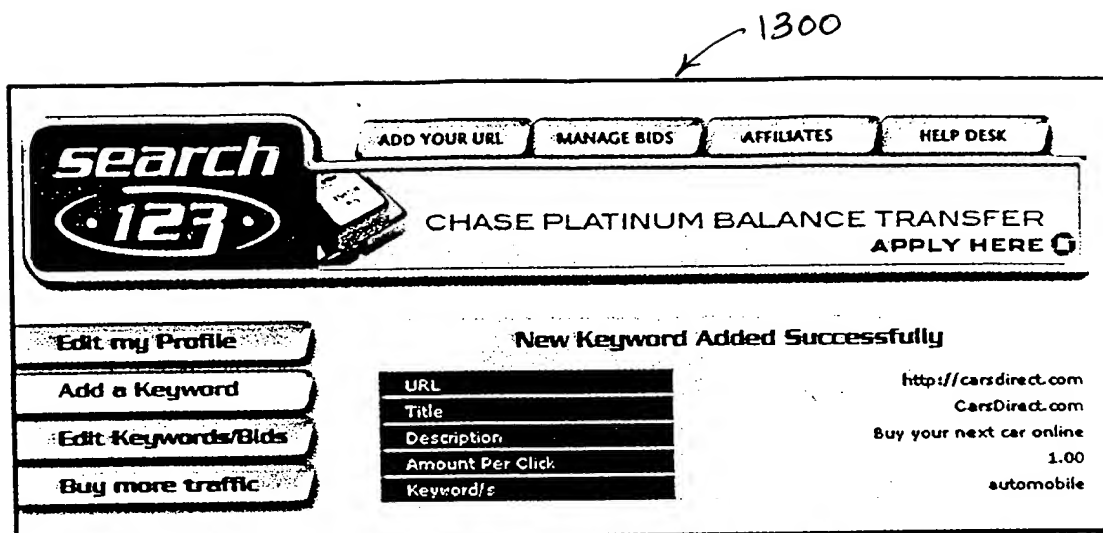 1300
ADD YOUR URL MANAGE BIDS AFFILIATES HELP DESK
search
123
CHASE PLATINUM BALANCE TRANSFER
APPLY HERE
Edit my Profile
Add a Keyword
Edit Keywords/Bids
Buy more traffic
New Keyword Added Successfully
URL http://carsdirect.com
Title CarsDirect.com
Description Buy your next car online
Amount Per Click 1.00
Keyword/s automobile